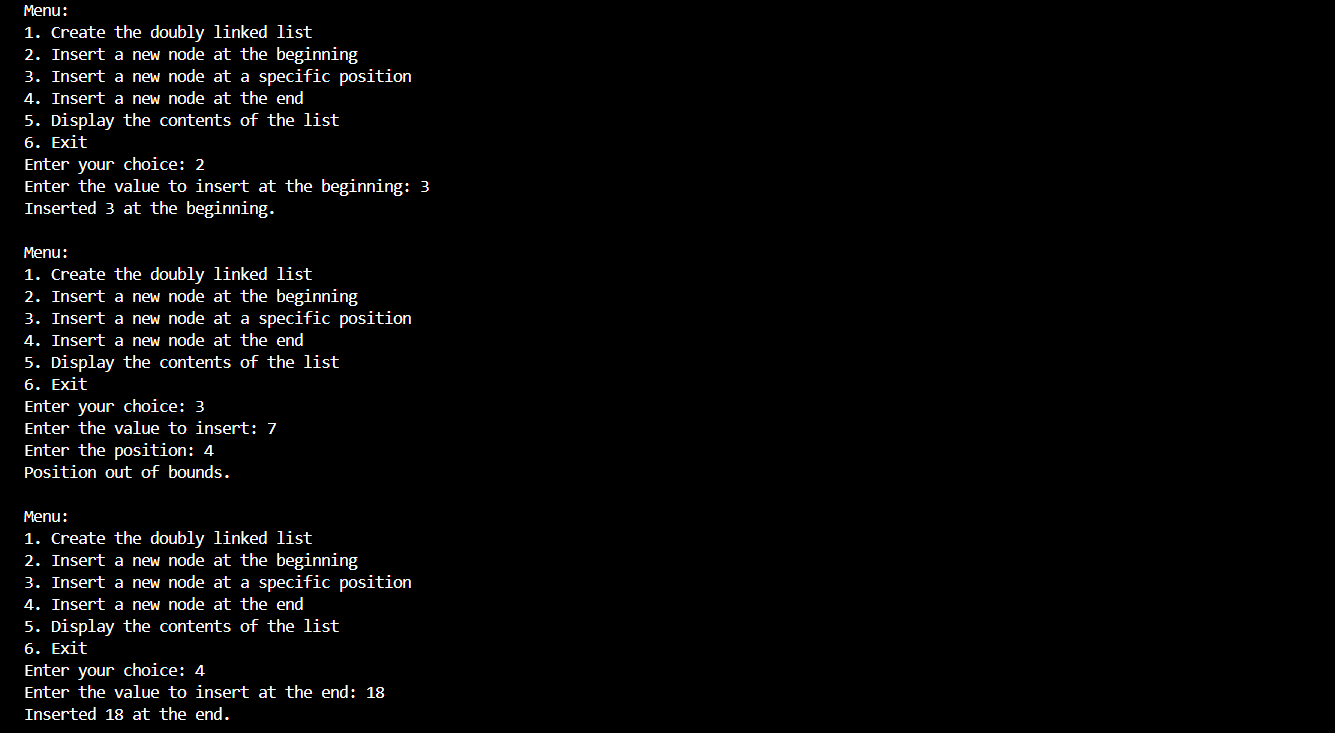 Menu:
1. Create the doubly linked list
2. Insert a new node at the beginning
3. Insert a new node at a specific position
4. Insert a new node at the end
5. Display the contents of the list
6. Exit
Enter your choice: 2
Enter the value to insert at the beginning: 3
Inserted 3 at the beginning.

Menu:
1. Create the doubly linked list
2. Insert a new node at the beginning
3. Insert a new node at a specific position
4. Insert a new node at the end
5. Display the contents of the list
6. Exit
Enter your choice: 3
Enter the value to insert: 7
Enter the position: 4
Position out of bounds.

Menu:
1. Create the doubly linked list
2. Insert a new node at the beginning
3. Insert a new node at a specific position
4. Insert a new node at the end
5. Display the contents of the list
6. Exit
Enter your choice: 4
Enter the value to insert at the end: 18
Inserted 18 at the end.